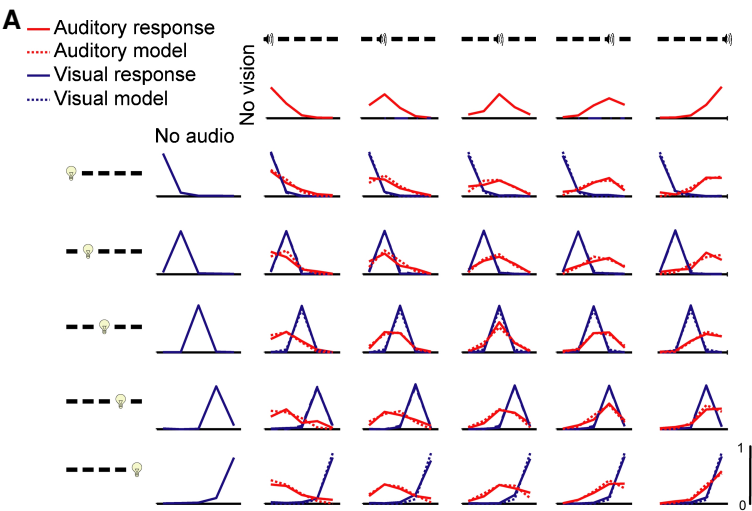 A
Auditory response
Auditory model
Visual response
Visual model
No vision
No audio
1
0